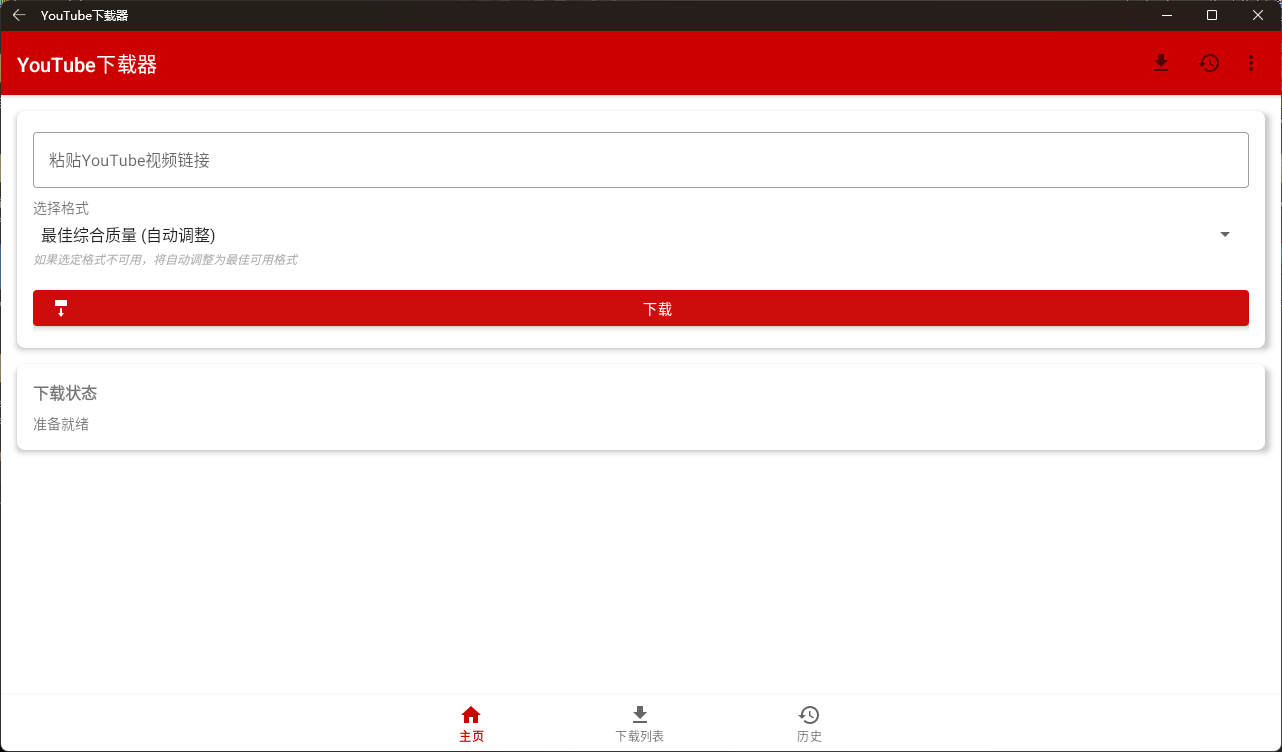 YouTube下载器
YouTube下载器
粘贴YouTube视频链接
选择格式
最佳综合质量 (自动调整)
如果选定格式不可用，将自动调整为最佳可用格式
下载
下载状态
准备就绪
主页
下载列表
历史